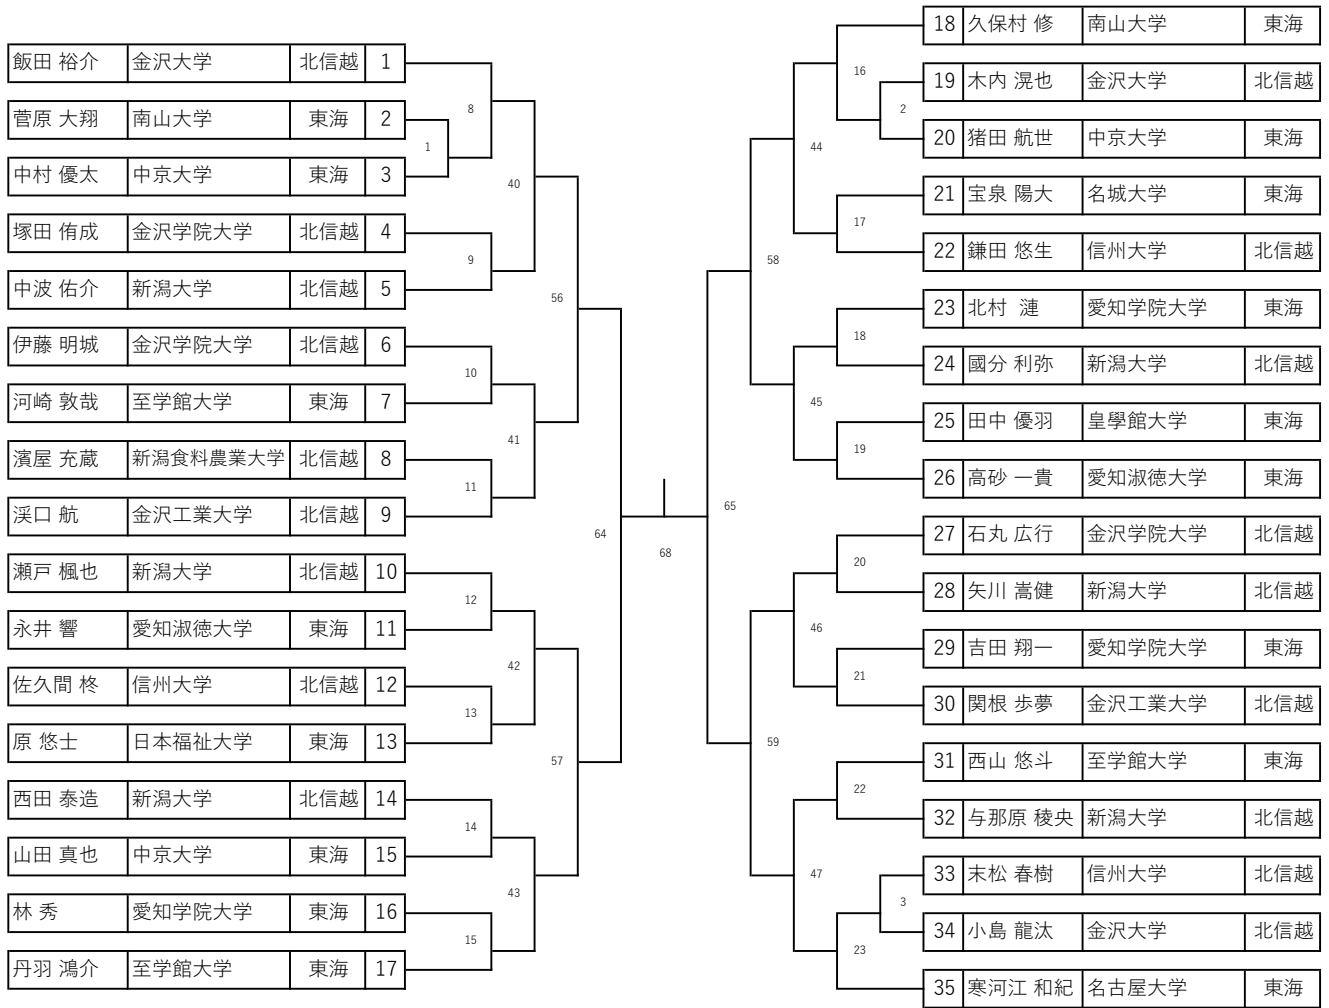 飯田 裕介 金沢大学 北信越 1
菅原 大翔 南山大学 東海 2
中村 優太 中京大学 東海 3
塚田 侑成 金沢学院大学 北信越 4
中波 佑介 新潟大学 北信越 5
伊藤 明城 金沢学院大学 北信越 6
河崎 敦哉 至学館大学 東海 7
濱屋 充蔵 新潟食料農業大学 北信越 8
渓口 航 金沢工業大学 北信越 9
瀬戸 楓也 新潟大学 北信越 10
永井 響 愛知淑徳大学 東海 11
佐久間 柊 信州大学 北信越 12
原 悠士 日本福祉大学 東海 13
西田 泰造 新潟大学 北信越 14
山田 真也 中京大学 東海 15
林 秀 愛知学院大学 東海 16
丹羽 鴻介 至学館大学 東海 17
1
8
9
10
11
12
13
14
15
40
41
42
43
56
57
64
68
65
58
59
44
45
46
47
16
2
17
18
19
20
21
22
3
23
18 久保村 修 南山大学 東海
19 木内 滉也 金沢大学 北信越
20 猪田 航世 中京大学 東海
21 宝泉 陽大 名城大学 東海
22 鎌田 悠生 信州大学 北信越
23 北村 漣 愛知学院大学 東海
24 國分 利弥 新潟大学 北信越
25 田中 優羽 皇學館大学 東海
26 高砂 一貴 愛知淑徳大学 東海
27 石丸 広行 金沢学院大学 北信越
28 矢川 嵩健 新潟大学 北信越
29 吉田 翔一 愛知学院大学 東海
30 関根 歩夢 金沢工業大学 北信越
31 西山 悠斗 至学館大学 東海
32 与那原 稜央 新潟大学 北信越
33 末松 春樹 信州大学 北信越
34 小島 龍汰 金沢大学 北信越
35 寒河江 和紀 名古屋大学 東海